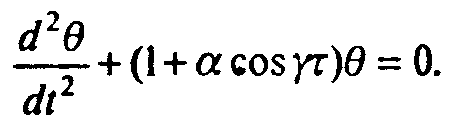 d²θ/dt² + (1 + α cos γτ)θ = 0.